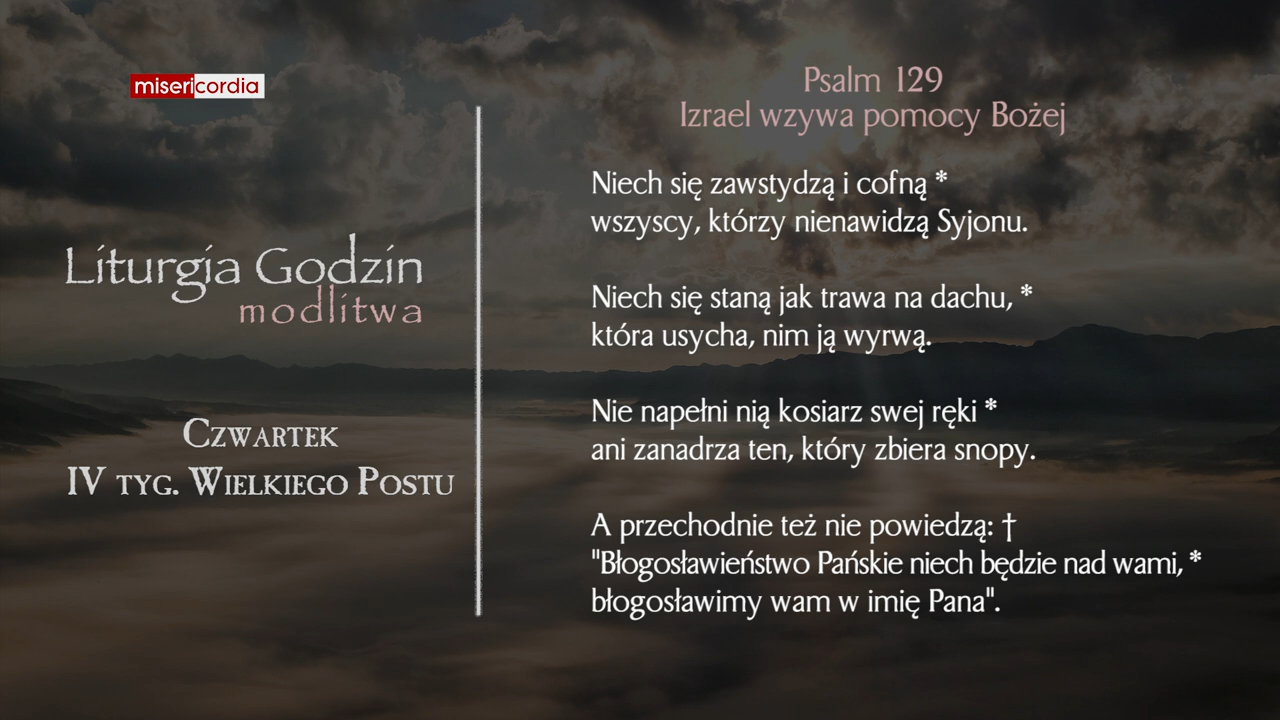 misericordia
Liturgia Godzin
modlitwa
Czwartek
IV tyg. Wielkiego Postu
Psalm 129
Izrael wzywa pomocy Bożej
Niech się zawstydzą i cofną *
wszyscy, którzy nienawidzą Syjonu.
Niech się staną jak trawa na dachu, *
która usycha, nim ją wyrwą.
Nie napełni nią kosiarz swej ręki *
ani zanadrza ten, który zbiera snopy.
A przechodnie też nie powiedzą: †
"Błogosławieństwo Pańskie niech będzie nad wami, *
błogosławimy wam w imię Pana".